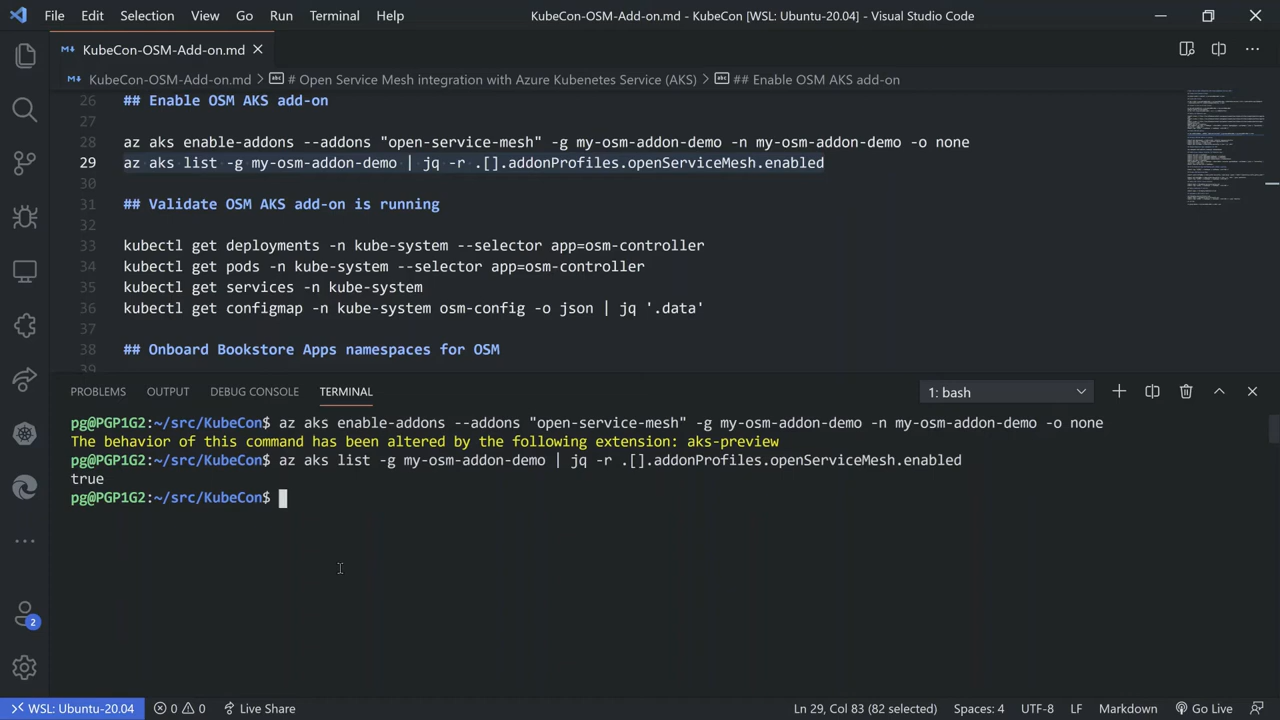 File Edit Selection View Go Run Terminal Help KubeCon-OSM-Add-on.md - KubeCon [WSL: Ubuntu-20.04] - Visual Studio Code
KubeCon-OSM-Add-on.md
KubeCon-OSM-Add-on.md > # Open Service Mesh integration with Azure Kubenetes Service (AKS) > ## Enable OSM AKS add-on
26 ## Enable OSM AKS add-on
27
28 az aks enable-addons --addons "open-service-mesh" -g my-osm-addon-demo -n my-osm-addon-demo -o none
29 az aks list -g my-osm-addon-demo | jq -r .[].addonProfiles.openServiceMesh.enabled
30
31 ## Validate OSM AKS add-on is running
32
33 kubectl get deployments -n kube-system --selector app=osm-controller
34 kubectl get pods -n kube-system --selector app=osm-controller
35 kubectl get services -n kube-system
36 kubectl get configmap -n kube-system osm-config -o json | jq '.data'
37
38 ## Onboard Bookstore Apps namespaces for OSM
39
PROBLEMS OUTPUT DEBUG CONSOLE TERMINAL 1: bash
pg@PGP1G2:~/src/KubeCon$ az aks enable-addons --addons "open-service-mesh" -g my-osm-addon-demo -n my-osm-addon-demo -o none
The behavior of this command has been altered by the following extension: aks-preview
pg@PGP1G2:~/src/KubeCon$ az aks list -g my-osm-addon-demo | jq -r .[].addonProfiles.openServiceMesh.enabled
true
pg@PGP1G2:~/src/KubeCon$
2
WSL: Ubuntu-20.04 0 0 Live Share Ln 29, Col 83 (82 selected) Spaces: 4 UTF-8 LF Markdown Go Live